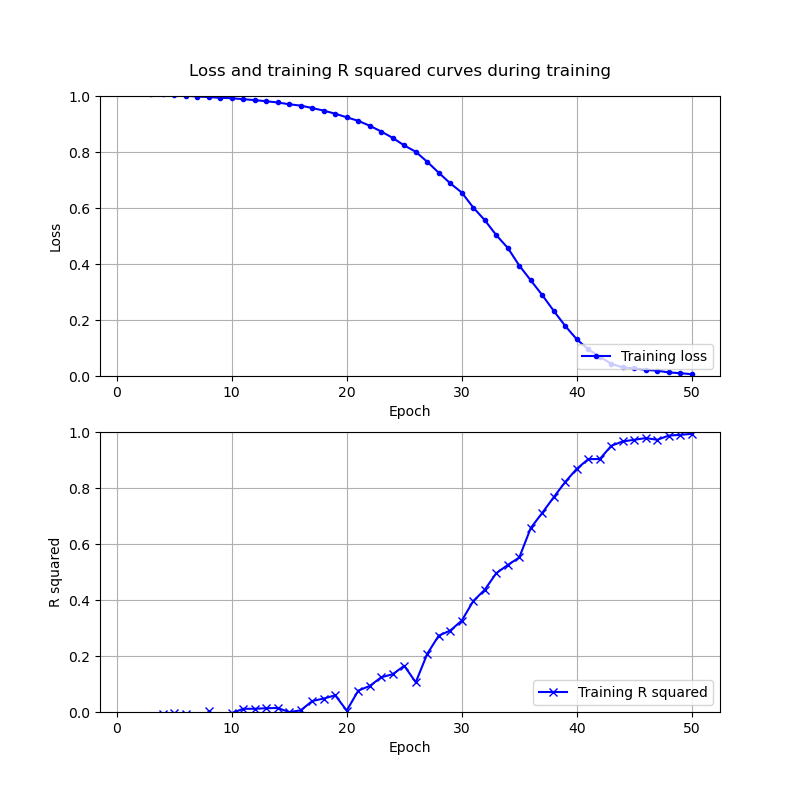 Loss and training R squared curves during training
1.0
0.8
0.6
0.4
0.2
0.0
Loss
Training loss
0 10 20 30 40 50
Epoch
1.0
0.8
0.6
0.4
0.2
0.0
R squared
Training R squared
0 10 20 30 40 50
Epoch